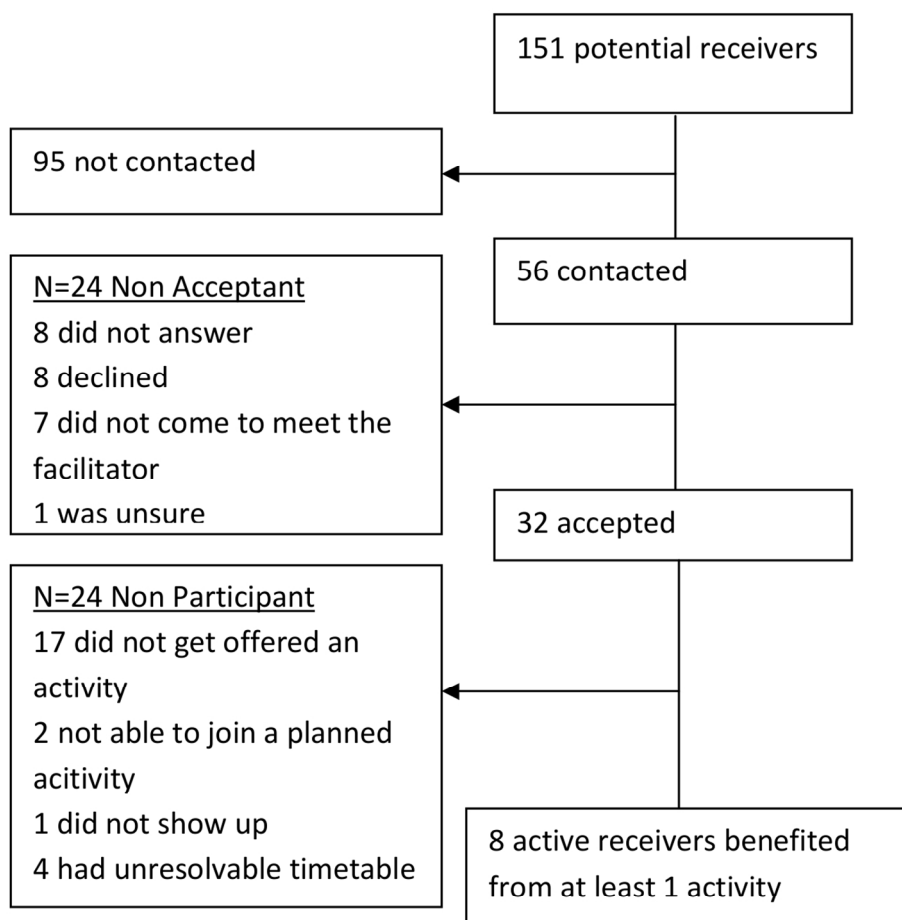 151 potential receivers
95 not contacted
56 contacted
N=24 Non Acceptant
8 did not answer
8 declined
7 did not come to meet the
facilitator
1 was unsure
32 accepted
N=24 Non Participant
17 did not get offered an
activity
2 not able to join a planned
acitivity
1 did not show up
4 had unresolvable timetable
8 active receivers benefited
from at least 1 activity